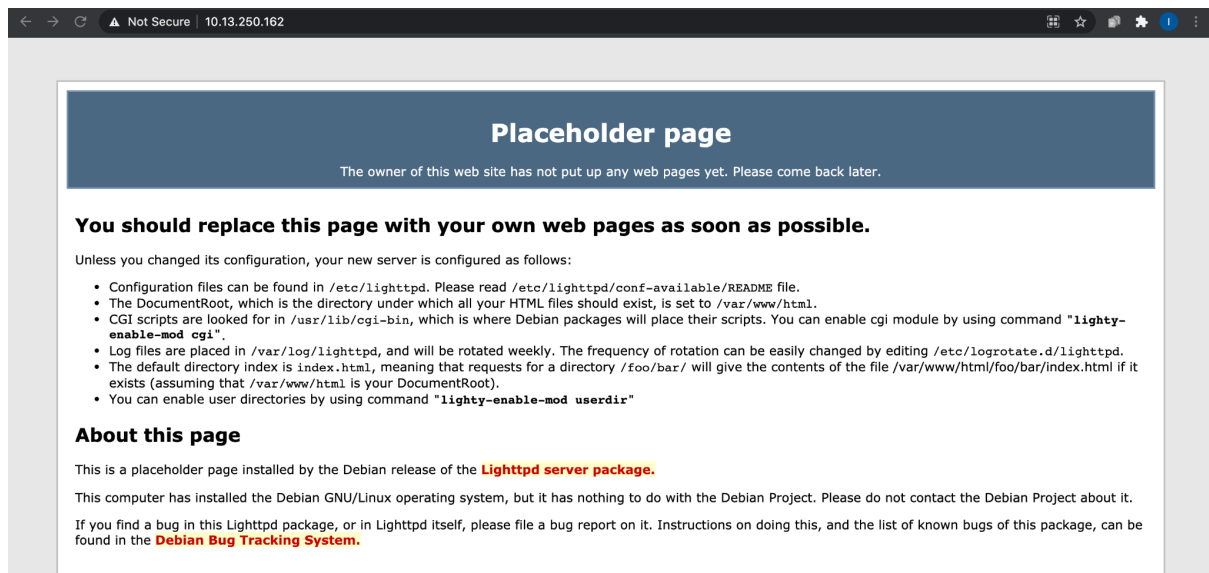 Not Secure | 10.13.250.162
I
Placeholder page
The owner of this web site has not put up any web pages yet. Please come back later.
You should replace this page with your own web pages as soon as possible.
Unless you changed its configuration, your new server is configured as follows:
• Configuration files can be found in /etc/lighttpd. Please read /etc/lighttpd/conf-available/README file.
• The DocumentRoot, which is the directory under which all your HTML files should exist, is set to /var/www/html.
• CGI scripts are looked for in /usr/lib/cgi-bin, which is where Debian packages will place their scripts. You can enable cgi module by using command "lighty-
enable-mod cgi".
• Log files are placed in /var/log/lighttpd, and will be rotated weekly. The frequency of rotation can be easily changed by editing /etc/logrotate.d/lighttpd.
• The default directory index is index.html, meaning that requests for a directory /foo/bar/ will give the contents of the file /var/www/html/foo/bar/index.html if it
exists (assuming that /var/www/html is your DocumentRoot).
• You can enable user directories by using command "lighty-enable-mod userdir"
About this page
This is a placeholder page installed by the Debian release of the Lighttpd server package.
This computer has installed the Debian GNU/Linux operating system, but it has nothing to do with the Debian Project. Please do not contact the Debian Project about it.
If you find a bug in this Lighttpd package, or in Lighttpd itself, please file a bug report on it. Instructions on doing this, and the list of known bugs of this package, can be
found in the Debian Bug Tracking System.